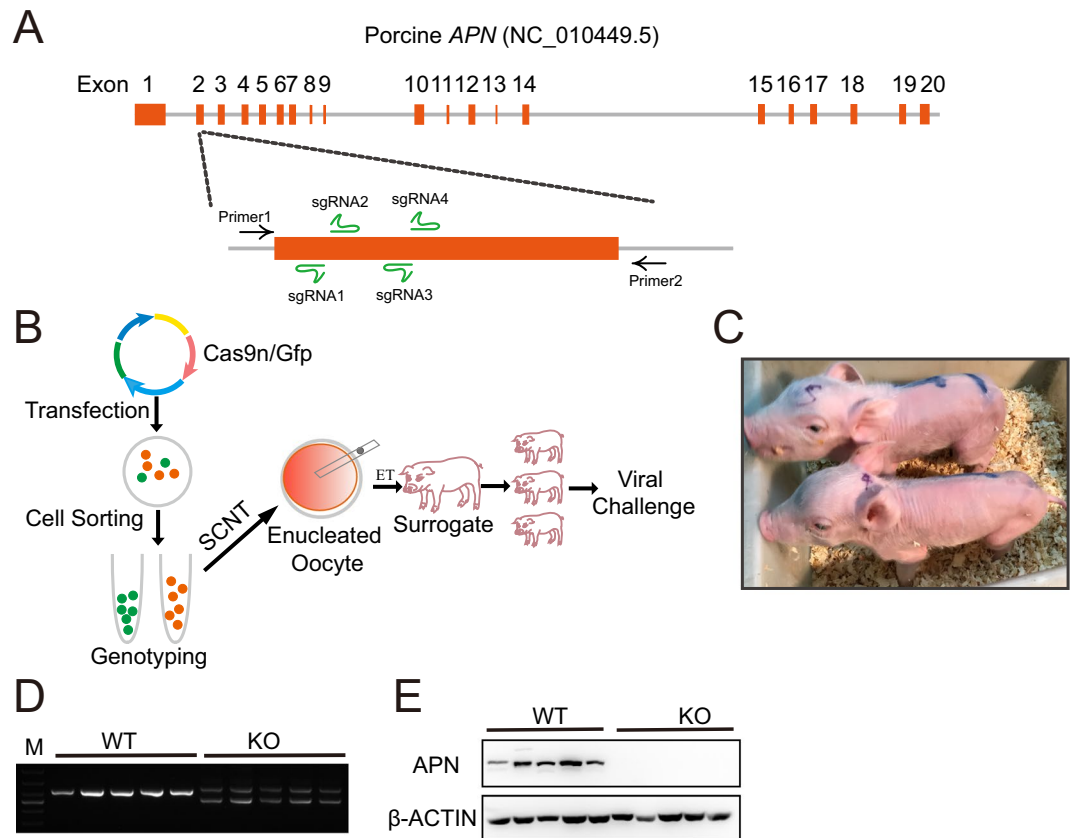 A
Porcine APN (NC_010449.5)
Exon 1 2 3 4 5 6 7 8 9 10 11 12 13 14 15 16 17 18 19 20
sgRNA2 sgRNA4
Primer1
Primer2
sgRNA1 sgRNA3
B
Cas9n/Gfp
Transfection
Cell Sorting
Genotyping
SCNT
Enucleated
Oocyte
ET
Surrogate
Viral
Challenge
C
D
M WT KO
E
WT KO
APN
β-ACTIN